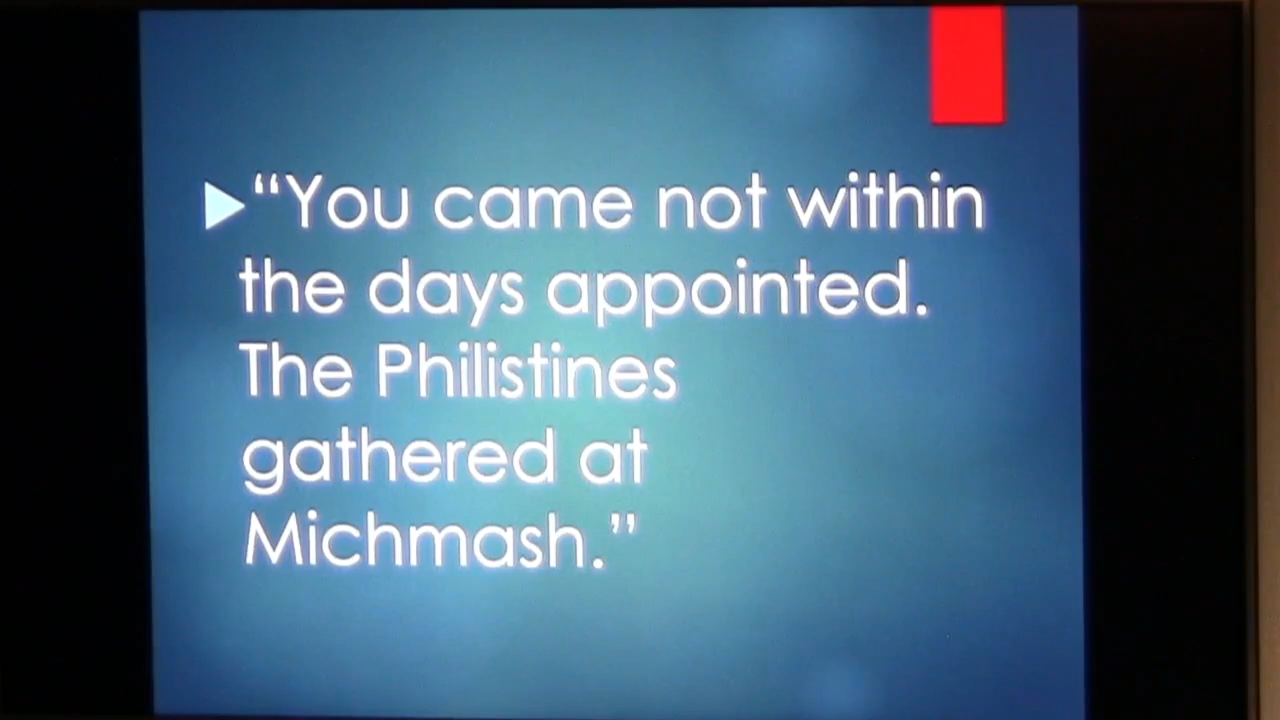 “You came not within
the days appointed.
The Philistines
gathered at
Michmash.”